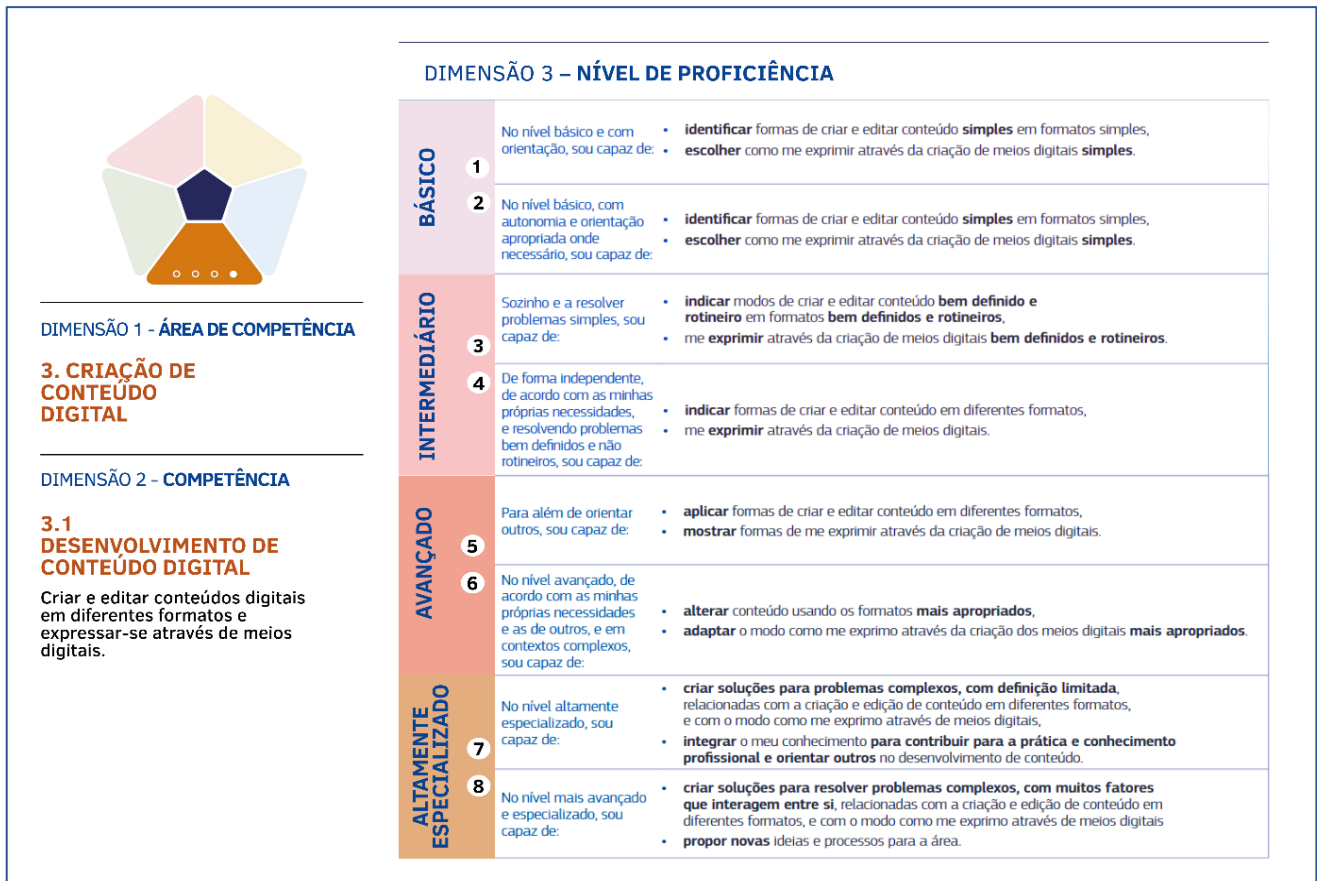 DIMENSÃO 3 – NÍVEL DE PROFICIÊNCIA
DIMENSÃO 1 - ÁREA DE COMPETÊNCIA
3. CRIAÇÃO DE
CONTEÚDO
DIGITAL
DIMENSÃO 2 - COMPETÊNCIA
3.1
DESENVOLVIMENTO DE
CONTEÚDO DIGITAL
Criar e editar conteúdos digitais
em diferentes formatos e
expressar-se através de meios
digitais.
BÁSICO
1
No nível básico e com
orientação, sou capaz de:
• identificar formas de criar e editar conteúdo simples em formatos simples,
• escolher como me exprimir através da criação de meios digitais simples.
2
No nível básico, com
autonomia e orientação
apropriada onde
necessário, sou capaz de:
• identificar formas de criar e editar conteúdo simples em formatos simples,
• escolher como me exprimir através da criação de meios digitais simples.
INTERMEDIÁRIO
3
Sozinho e a resolver
problemas simples, sou
capaz de:
• indicar modos de criar e editar conteúdo bem definido e
rotineiro em formatos bem definidos e rotineiros,
• me exprimir através da criação de meios digitais bem definidos e rotineiros.
4
De forma independente,
de acordo com as minhas
próprias necessidades,
e resolvendo problemas
bem definidos e não
rotineiros, sou capaz de:
• indicar formas de criar e editar conteúdo em diferentes formatos,
• me exprimir através da criação de meios digitais.
AVANÇADO
5
Para além de orientar
outros, sou capaz de:
• aplicar formas de criar e editar conteúdo em diferentes formatos,
• mostrar formas de me exprimir através da criação de meios digitais.
6
No nível avançado, de
acordo com as minhas
próprias necessidades
e as de outros, e em
contextos complexos,
sou capaz de:
• alterar conteúdo usando os formatos mais apropriados,
• adaptar o modo como me exprimo através da criação dos meios digitais mais apropriados.
ALTAMENTE
ESPECIALIZADO
7
No nível altamente
especializado, sou
capaz de:
• criar soluções para problemas complexos, com definição limitada,
relacionadas com a criação e edição de conteúdo em diferentes formatos,
e com o modo como me exprimo através de meios digitais,
• integrar o meu conhecimento para contribuir para a prática e conhecimento
profissional e orientar outros no desenvolvimento de conteúdo.
8
No nível mais avançado
e especializado, sou
capaz de:
• criar soluções para resolver problemas complexos, com muitos fatores
que interagem entre si, relacionadas com a criação e edição de conteúdo em
diferentes formatos, e com o modo como me exprimo através de meios digitais
• propor novas ideias e processos para a área.